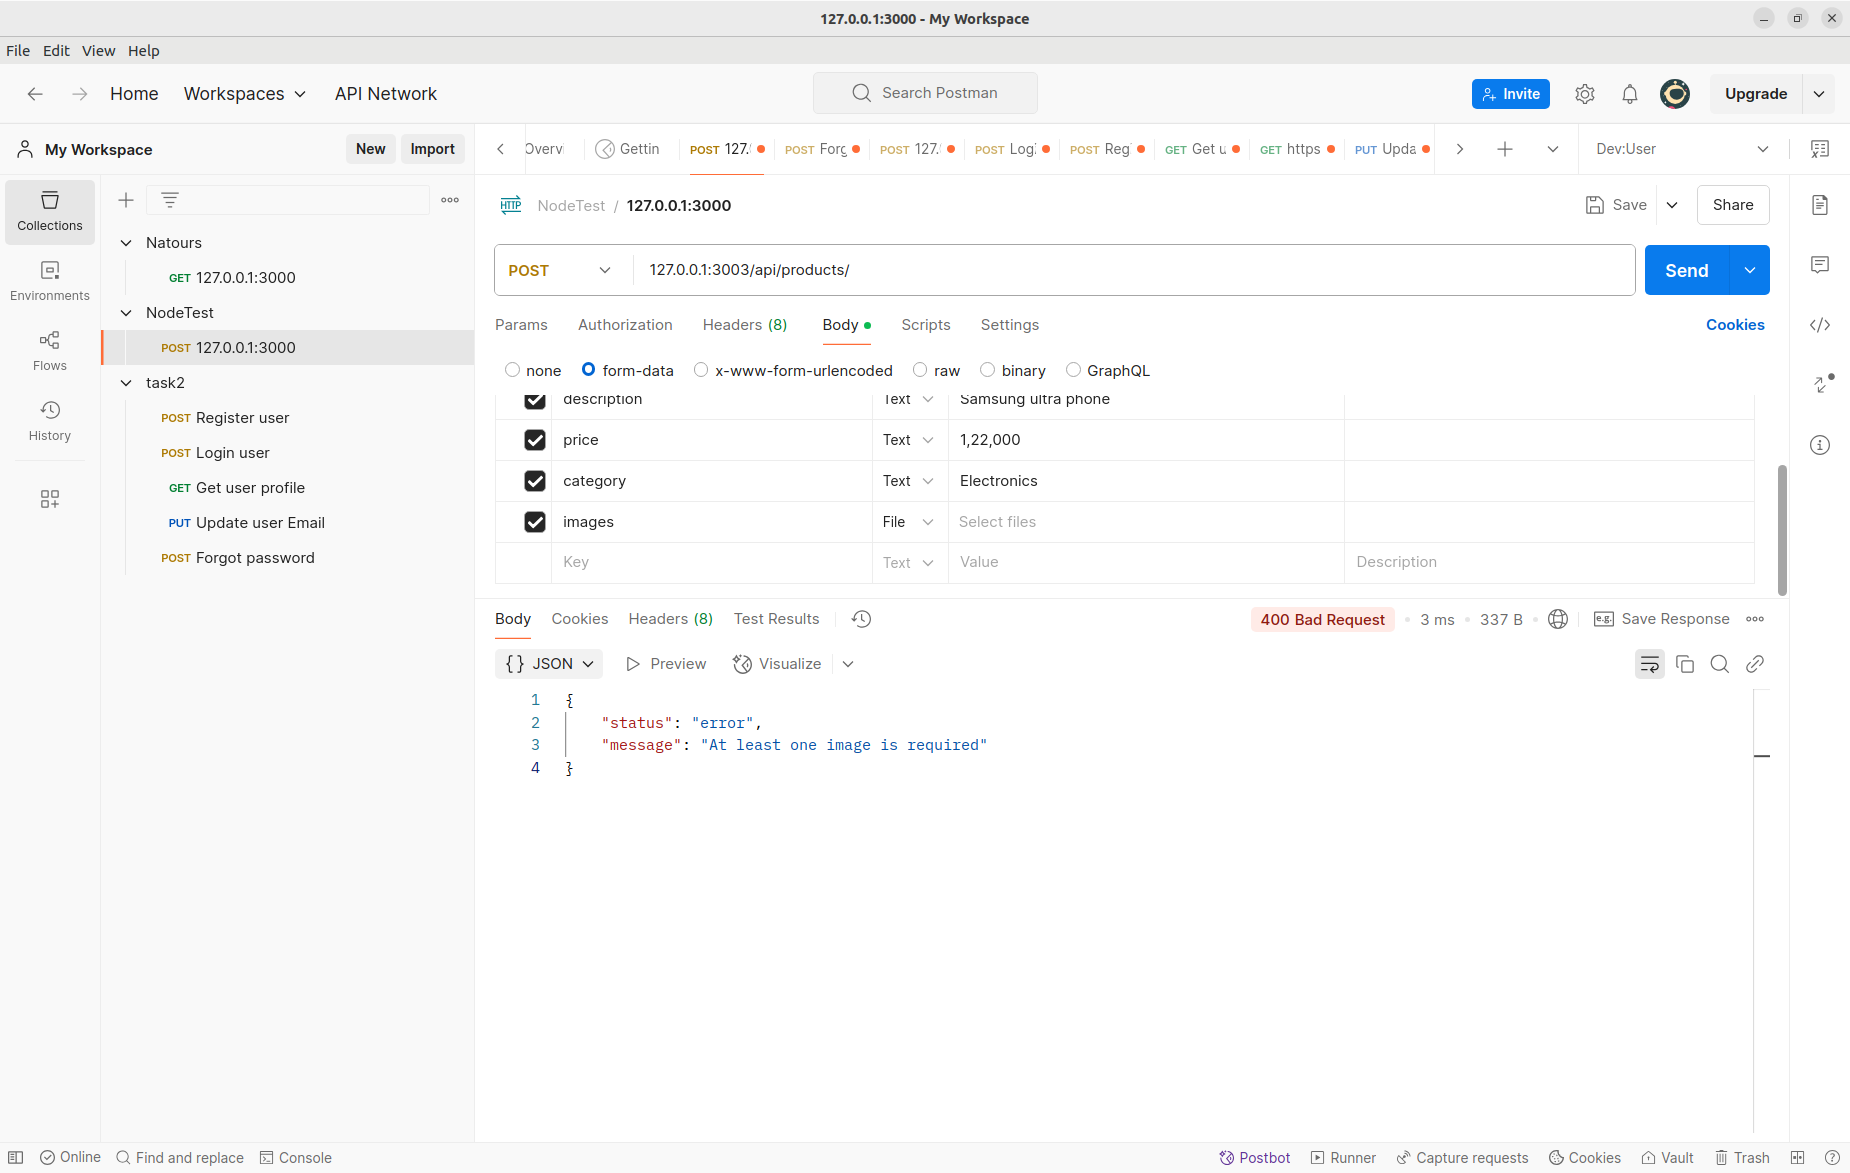 127.0.0.1:3000 - My Workspace
File Edit View Help
Home Workspaces API Network Search Postman Invite Upgrade
My Workspace New Import
Overvi Gettin POST 127. POST Forg POST 127. POST Log POST Reg GET Get u GET https PUT Upda Dev:User
Collections
Environments
Flows
History
Natours
GET 127.0.0.1:3000
NodeTest
POST 127.0.0.1:3000
task2
POST Register user
POST Login user
GET Get user profile
PUT Update user Email
POST Forgot password
HTTP NodeTest / 127.0.0.1:3000 Save Share
POST 127.0.0.1:3003/api/products/ Send
Params Authorization Headers (8) Body Scripts Settings Cookies
none form-data x-www-form-urlencoded raw binary GraphQL
description Text Samsung ultra phone
price Text 1,22,000
category Text Electronics
images File Select files
Key Text Value Description
Body Cookies Headers (8) Test Results 400 Bad Request • 3 ms • 337 B • e.g. Save Response
{} JSON Preview Visualize
1 {
2 "status": "error",
3 "message": "At least one image is required"
4 }
Online Find and replace Console Postbot Runner Capture requests Cookies Vault Trash